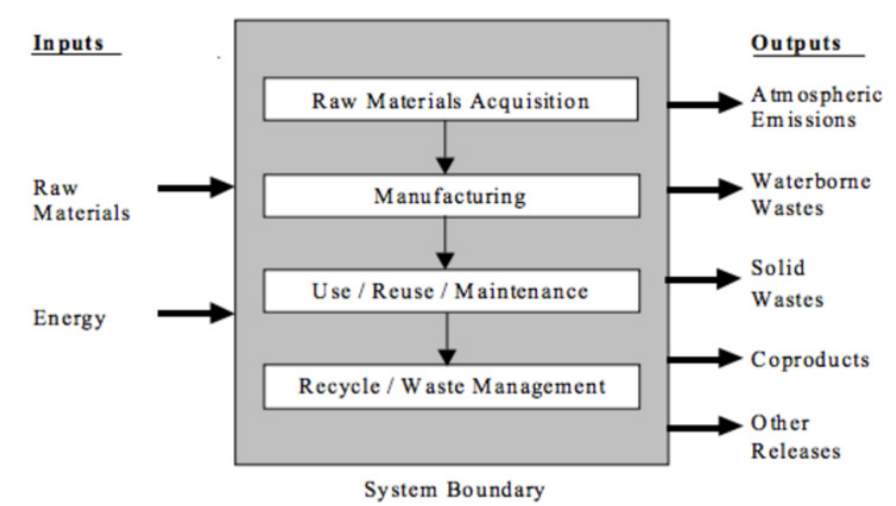 Inputs
Outputs
Raw Materials Acquisition
Atmospheric
Emissions
Raw
Materials
Manufacturing
Waterborne
Wastes
Use / Reuse / Maintenance
Solid
Wastes
Energy
Recycle / Waste Management
Coproducts
Other
Releases
System Boundary